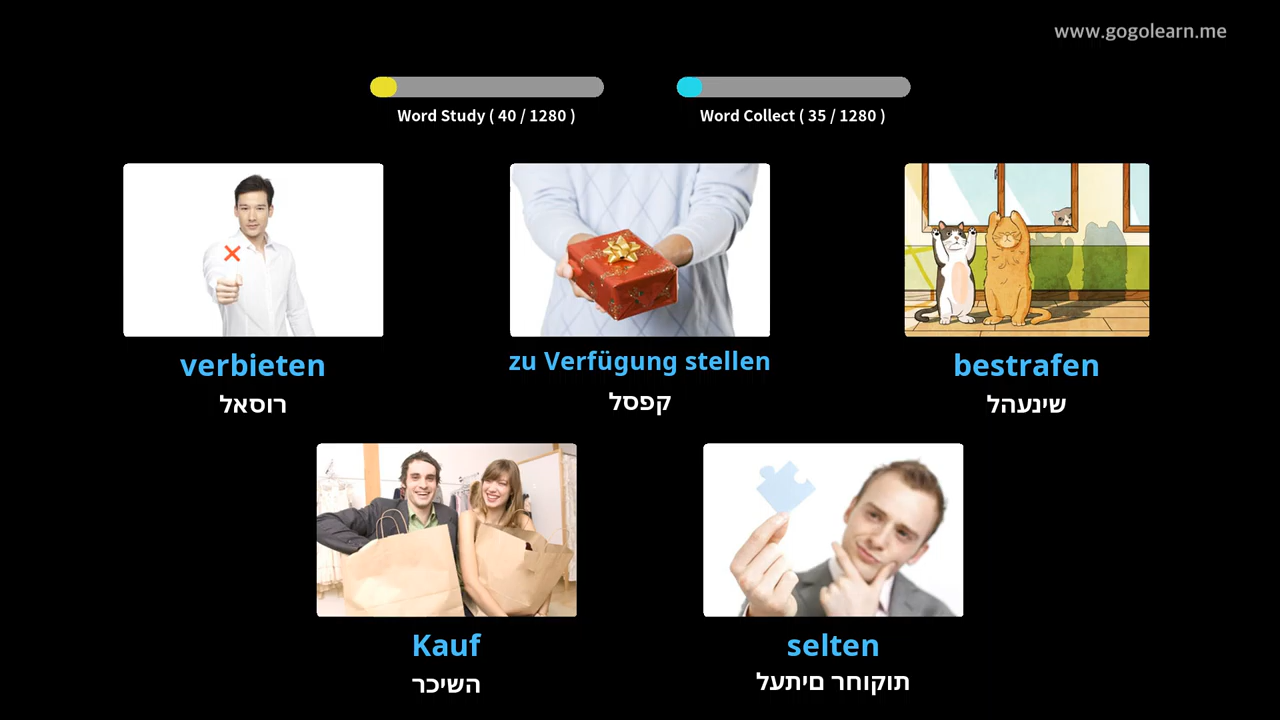 www.gogolearn.me
Word Study ( 40 / 1280 )
Word Collect ( 35 / 1280 )
verbieten
רוסאל
zu Verfügung stellen
קפסל
bestrafen
שינעהל
Kauf
השיכר
selten
תוקוחר םיתעל